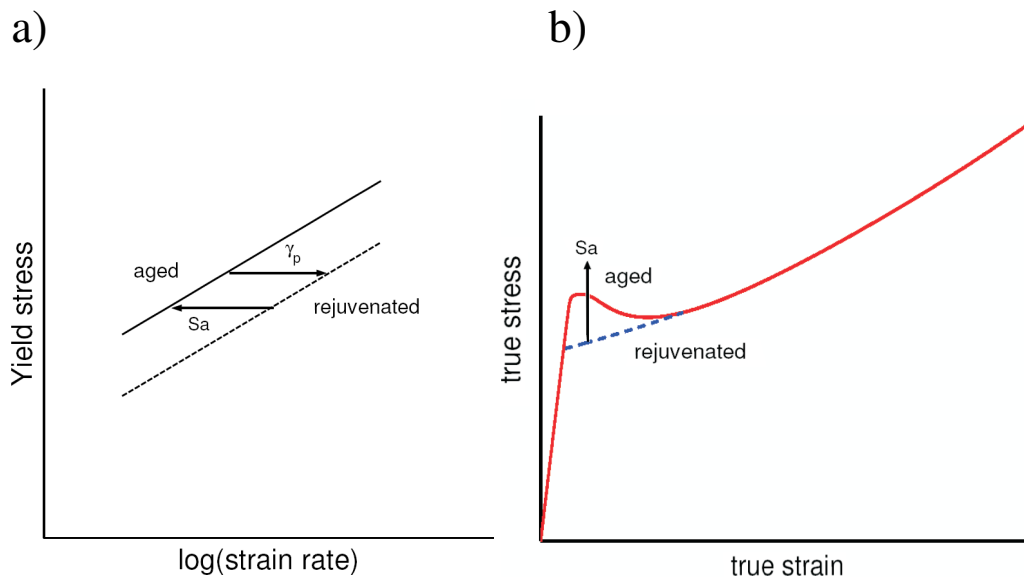 a)
Yield stress
aged
γp
Sa
rejuvenated
log(strain rate)
b)
true stress
Sa
aged
rejuvenated
true strain